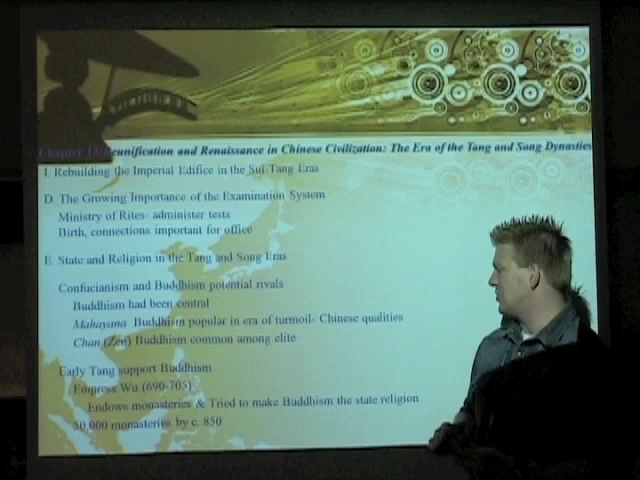 Chapter 12: Reunification and Renaissance in Chinese Civilization: The Era of the Tang and Song Dynasties
I. Rebuilding the Imperial Edifice in the Sui-Tang Eras
D. The Growing Importance of the Examination System
Ministry of Rites- administer tests
Birth, connections important for office
E. State and Religion in the Tang and Song Eras
Confucianism and Buddhism potential rivals
Buddhism had been central
Mahayana Buddhism popular in era of turmoil- Chinese qualities
Chan (Zen) Buddhism common among elite
Early Tang support Buddhism
Empress Wu (690-705)
Endows monasteries & Tried to make Buddhism the state religion
50,000 monasteries by c. 850